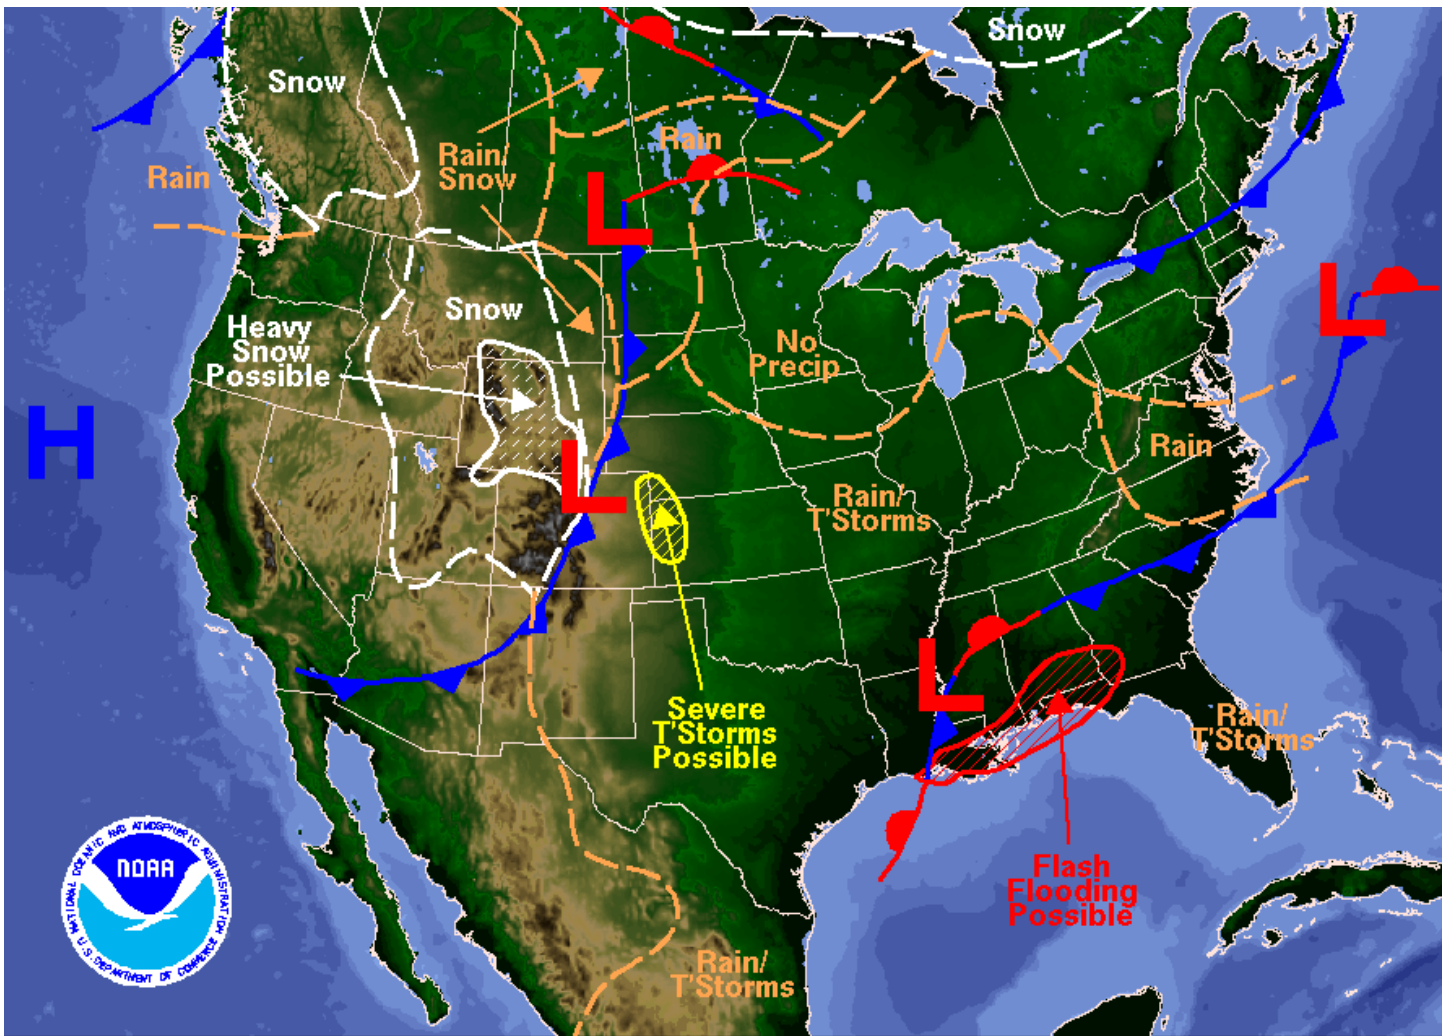 Snow
Snow
Rain/
Snow
Rain
Rain
Snow
Heavy
Snow
Possible
No
Precip
H
L
L
L
L
Rain
Rain/
T'Storms
Severe
T'Storms
Possible
Rain/
T'Storms
Flash
Flooding
Possible
Rain/
T'Storms
NATIONAL OCEANIC AND ATMOSPHERIC ADMINISTRATION
NOAA
U.S. DEPARTMENT OF COMMERCE